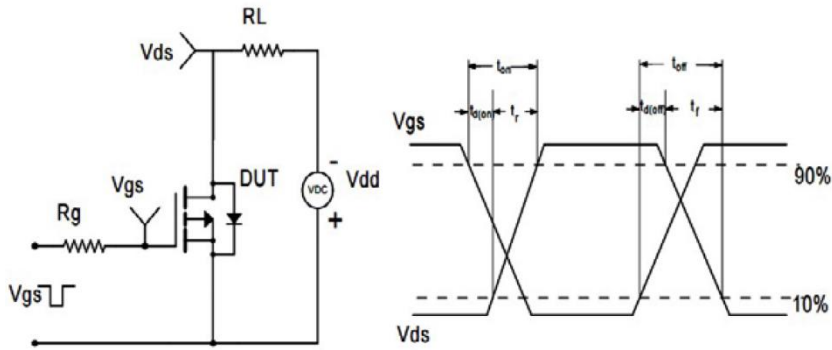 RL
Vds
Vgs
DUT
VDC
-
Vdd
+
Rg
Vgs
ton
toff
td(on)
tr
td(off)
tf
Vgs
90%
10%
Vds